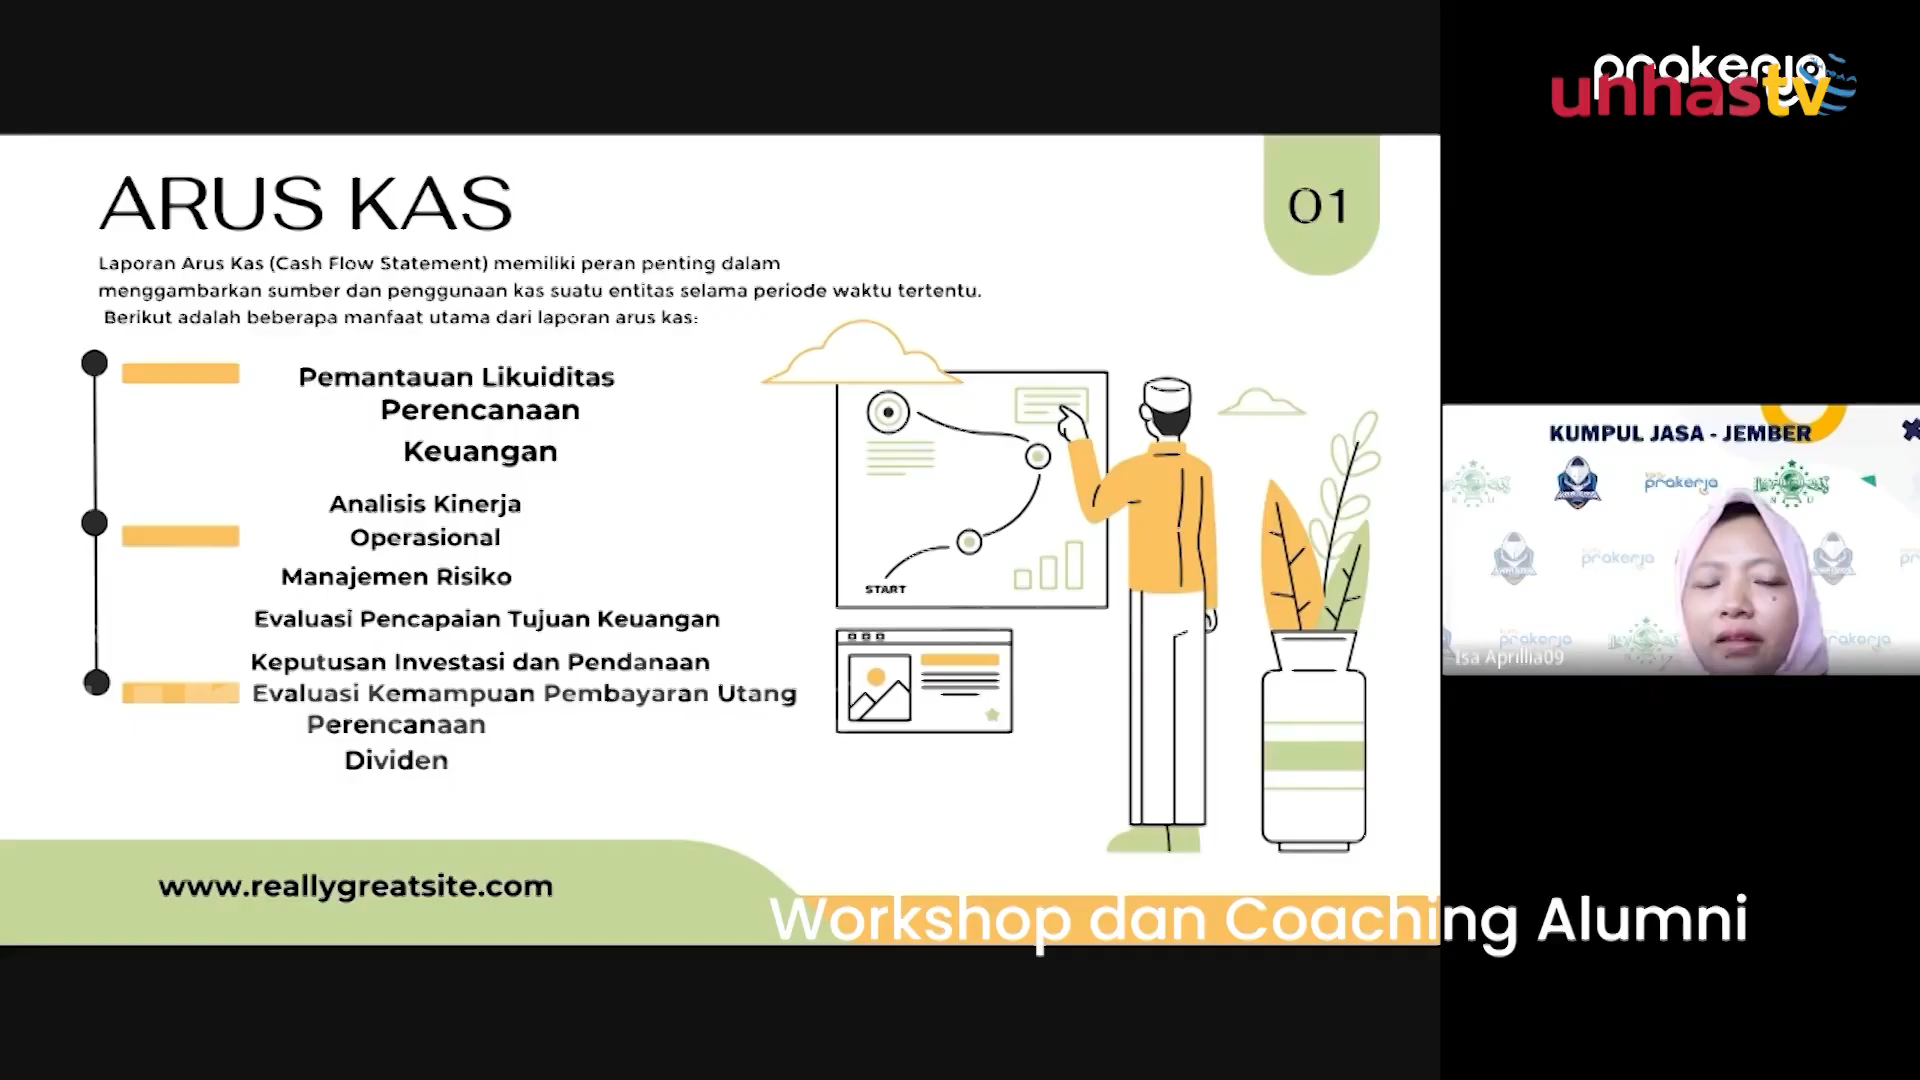 prakerja
unhastv
ARUS KAS
01
Laporan Arus Kas (Cash Flow Statement) memiliki peran penting dalam
menggambarkan sumber dan penggunaan kas suatu entitas selama periode waktu tertentu.
Berikut adalah beberapa manfaat utama dari laporan arus kas:
Pemantauan Likuiditas
Perencanaan
Keuangan
Analisis Kinerja
Operasional
Manajemen Risiko
Evaluasi Pencapaian Tujuan Keuangan
Keputusan Investasi dan Pendanaan
Evaluasi Kemampuan Pembayaran Utang
Perencanaan
Dividen
START
www.reallygreatsite.com
KUMPUL JASA - JEMBER
prakerja
prakerja
prakerja
prakerja
Isa Aprillia09
Workshop dan Coaching Alumni